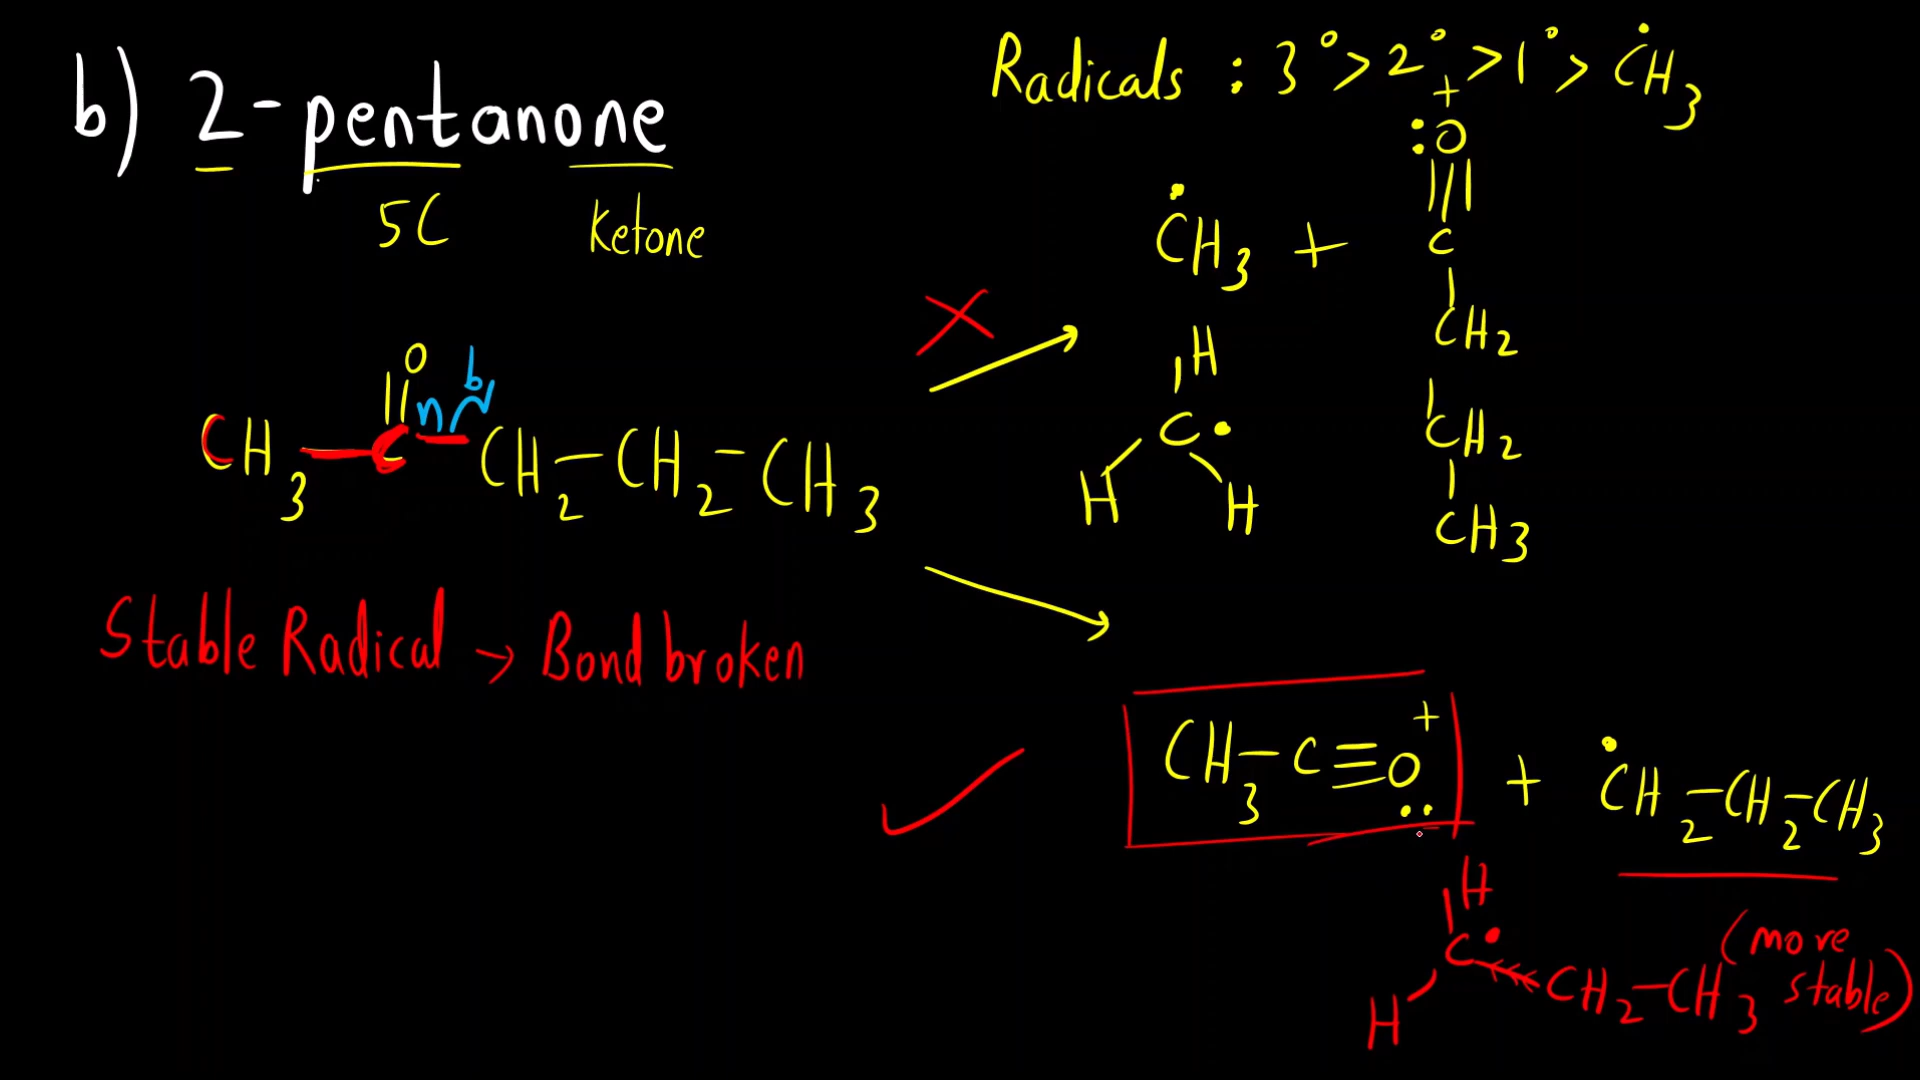 b) 2-pentanone
5C Ketone
Radicals : 3° > 2° > 1° > ĊH3
ĊH3 +
+
:O
|||
C
|
CH2
|
CH2
|
CH3
H
|
C•
H H
O nb
||
CH3—C—CH2—CH2—CH3
Stable Radical → Bond broken
CH3—C≡O+ + ĊH2—CH2—CH3
••
H
|
C•
H CH2—CH3
(more
stable)